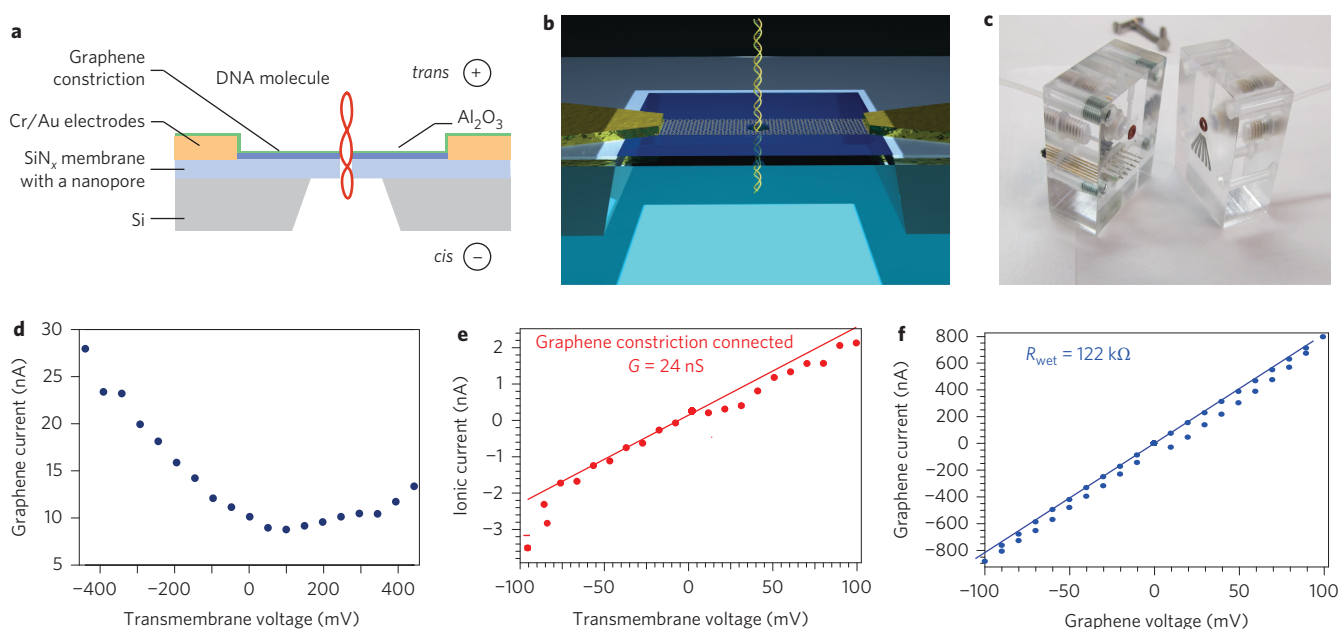 a
Graphene
constriction
DNA molecule
trans +
Cr/Au electrodes
Al2O3
SiNx membrane
with a nanopore
Si
cis −
b
c
d
30
25
20
15
10
5
Graphene current (nA)
−400 −200 0 200 400
Transmembrane voltage (mV)
e
2
1
0
−1
−2
−3
Ionic current (nA)
Graphene constriction connected
G = 24 nS
−100 −50 0 50 100
Transmembrane voltage (mV)
f
800
600
400
200
0
−200
−400
−600
−800
Graphene current (nA)
Rwet = 122 kΩ
−100 −50 0 50 100
Graphene voltage (mV)